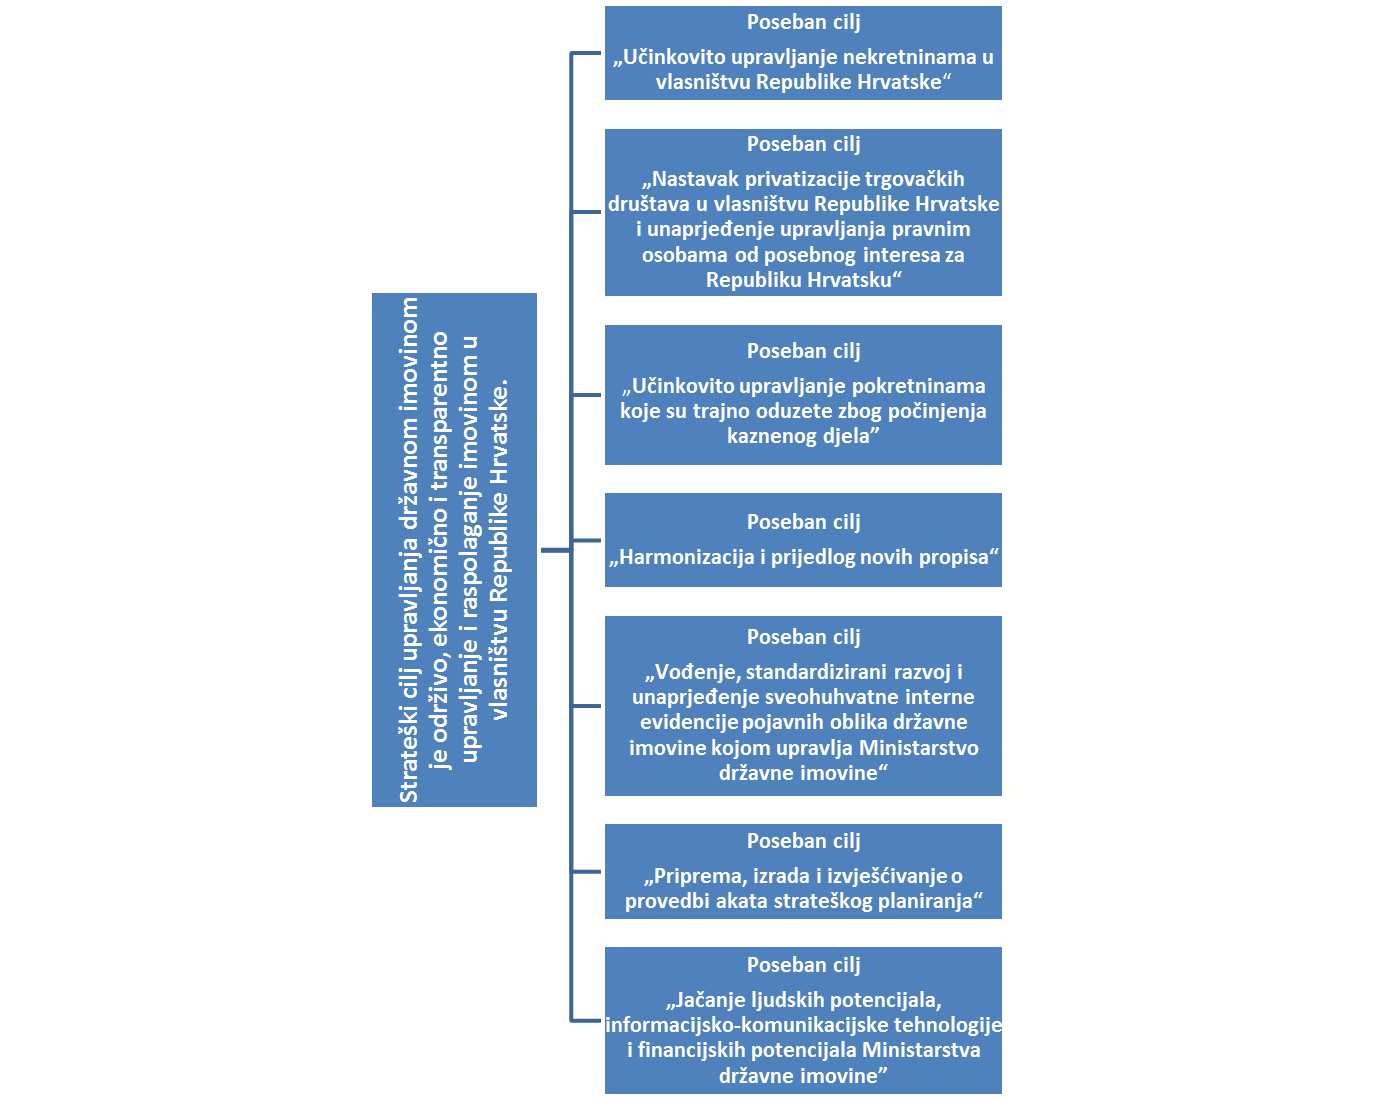 Strateški cilj upravljanja državnom imovinom
je održivo, ekonomično i transparentno
upravljanje i raspolaganje imovinom u
vlasništvu Republike Hrvatske.
Poseban cilj
„Učinkovito upravljanje nekretninama u
vlasništvu Republike Hrvatske“
Poseban cilj
„Nastavak privatizacije trgovačkih
društava u vlasništvu Republike Hrvatske
i unaprjeđenje upravljanja pravnim
osobama od posebnog interesa za
Republiku Hrvatsku“
Poseban cilj
„Učinkovito upravljanje pokretninama
koje su trajno oduzete zbog počinjenja
kaznenog djela”
Poseban cilj
„Harmonizacija i prijedlog novih propisa“
Poseban cilj
„Vođenje, standardizirani razvoj i
unaprjeđenje sveohuhvatne interne
evidencije pojavnih oblika državne
imovine kojom upravlja Ministarstvo
državne imovine“
Poseban cilj
„Priprema, izrada i izvješćivanje o
provedbi akata strateškog planiranja“
Poseban cilj
„Jačanje ljudskih potencijala,
informacijsko-komunikacijske tehnologije
i financijskih potencijala Ministarstva
državne imovine”